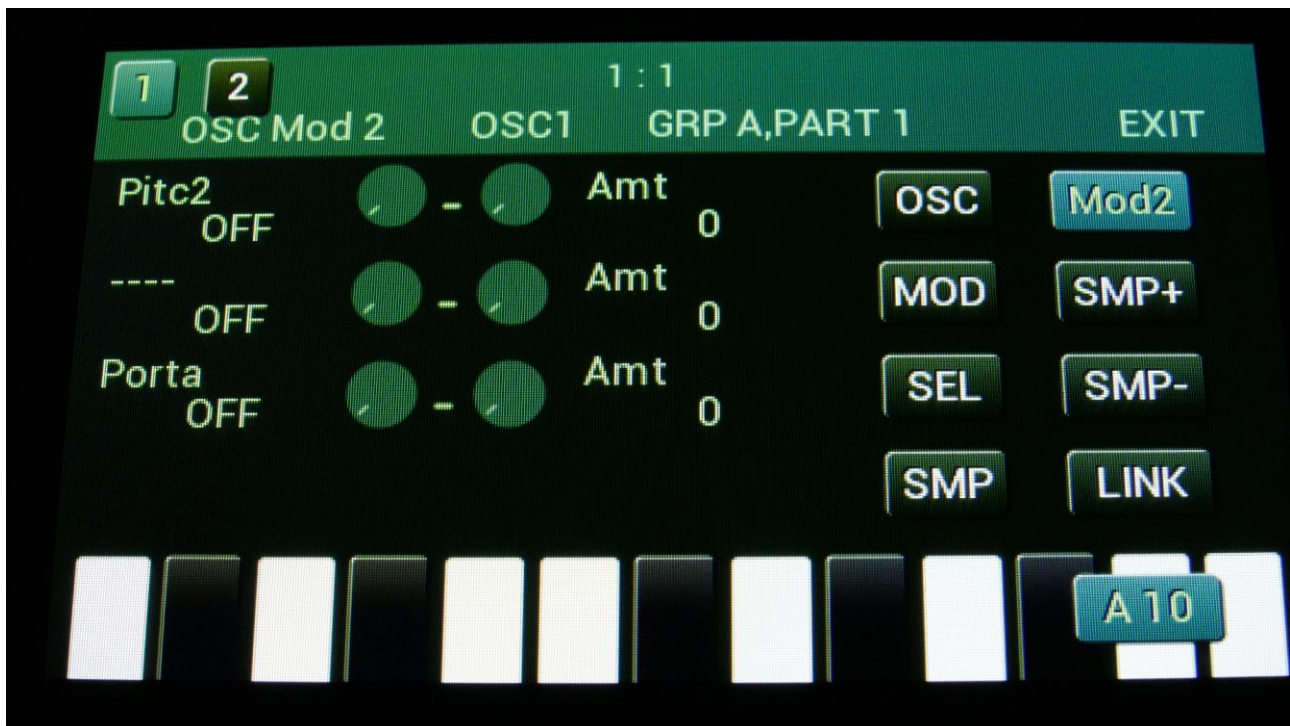 1 2 1 : 1
OSC Mod 2 OSC1 GRP A,PART 1 EXIT
Pitc2 - Amt OSC Mod2
OFF 0
---- - Amt MOD SMP+
OFF 0
Porta - Amt SEL SMP-
OFF 0
SMP LINK
A 10